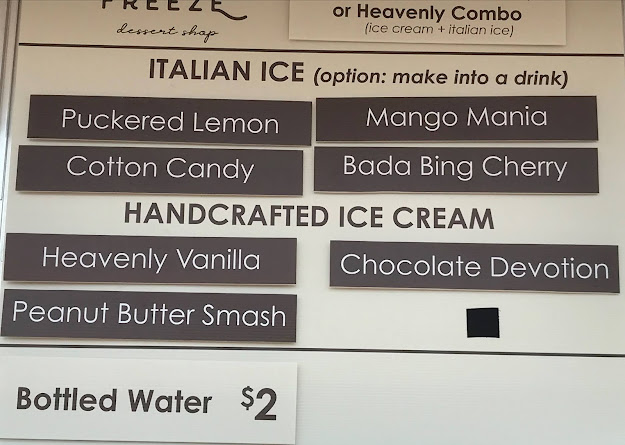 FREEZE
dessert shop
or Heavenly Combo
(ice cream + italian ice)
ITALIAN ICE (option: make into a drink)
Puckered Lemon
Mango Mania
Cotton Candy
Bada Bing Cherry
HANDCRAFTED ICE CREAM
Heavenly Vanilla
Chocolate Devotion
Peanut Butter Smash
Bottled Water $2